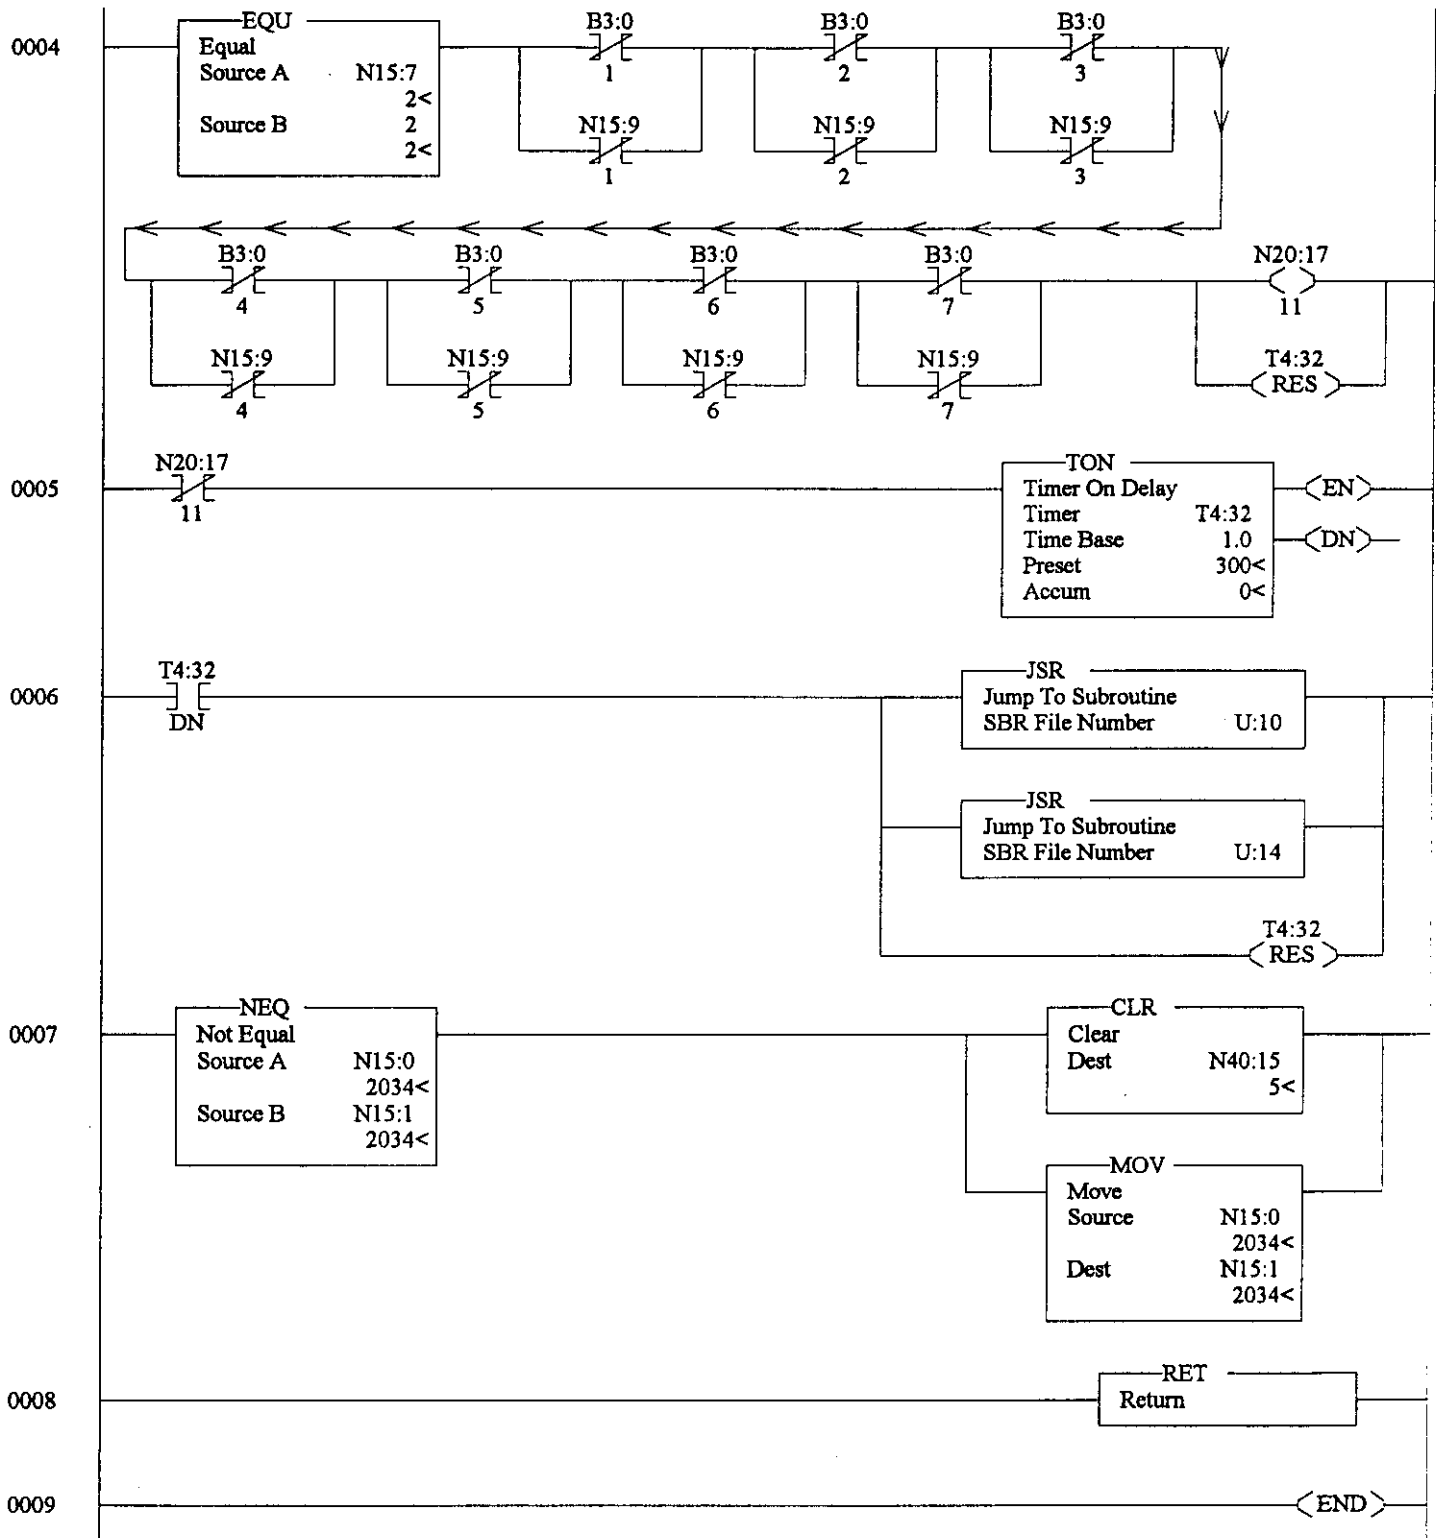 EQU B3:0 B3:0 B3:0
0004 Equal
Source A N15:7 1 2 3
2<
Source B 2 N15:9 N15:9 N15:9
2<
1 2 3
B3:0 B3:0 B3:0 B3:0 N20:17
4 5 6 7 11
N15:9 N15:9 N15:9 N15:9 T4:32
RES
4 5 6 7
N20:17 TON
0005 Timer On Delay EN
11 Timer T4:32
Time Base 1.0 DN
Preset 300<
Accum 0<
T4:32 JSR
0006 Jump To Subroutine
DN SBR File Number U:10
JSR
Jump To Subroutine
SBR File Number U:14
T4:32
RES
NEQ CLR
0007 Not Equal Clear
Source A N15:0 Dest N40:15
2034< 5<
Source B N15:1
2034<
MOV
Move
Source N15:0
2034<
Dest N15:1
2034<
RET
0008 Return
0009 END